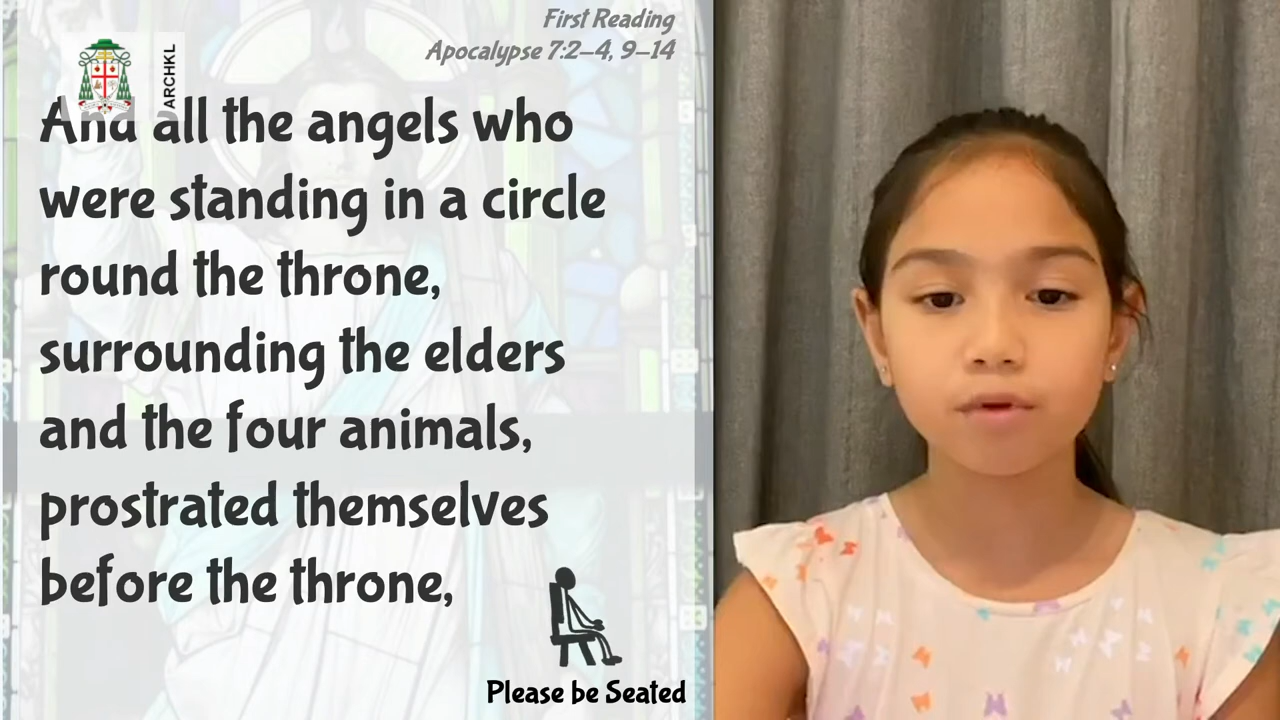 First Reading
Apocalypse 7:2–4, 9–14
ARCHKL
And all the angels who
were standing in a circle
round the throne,
surrounding the elders
and the four animals,
prostrated themselves
before the throne,
Please be Seated